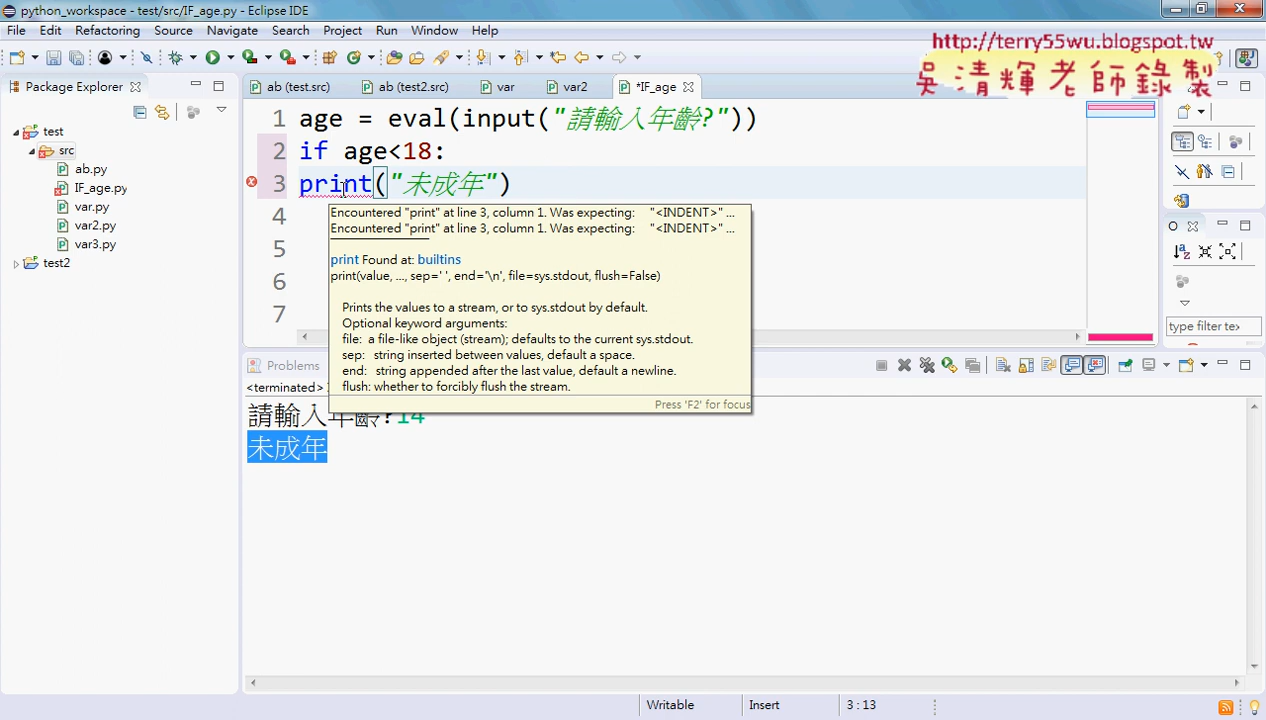 python_workspace - test/src/IF_age.py - Eclipse IDE
File Edit Refactoring Source Navigate Search Project Run Window Help
http://terry55wu.blogspot.tw
吳清輝老師錄製
Package Explorer
ab (test.src)
ab (test2.src)
var
var2
*IF_age
test
src
ab.py
IF_age.py
var.py
var2.py
var3.py
test2
1 age = eval(input("請輸入年齡?"))
2 if age<18:
3 print("未成年")
4
5
6
7
Encountered "print" at line 3, column 1. Was expecting: "<INDENT>" ...
Encountered "print" at line 3, column 1. Was expecting: "<INDENT>" ...
print Found at: builtins
print(value, ..., sep=' ', end='\n', file=sys.stdout, flush=False)
Prints the values to a stream, or to sys.stdout by default.
Optional keyword arguments:
file: a file-like object (stream); defaults to the current sys.stdout.
sep: string inserted between values, default a space.
end: string appended after the last value, default a newline.
flush: whether to forcibly flush the stream.
Press 'F2' for focus
O
type filter te
Problems
<terminated>
請輸入年齡?14
未成年
Writable
Insert
3 : 13